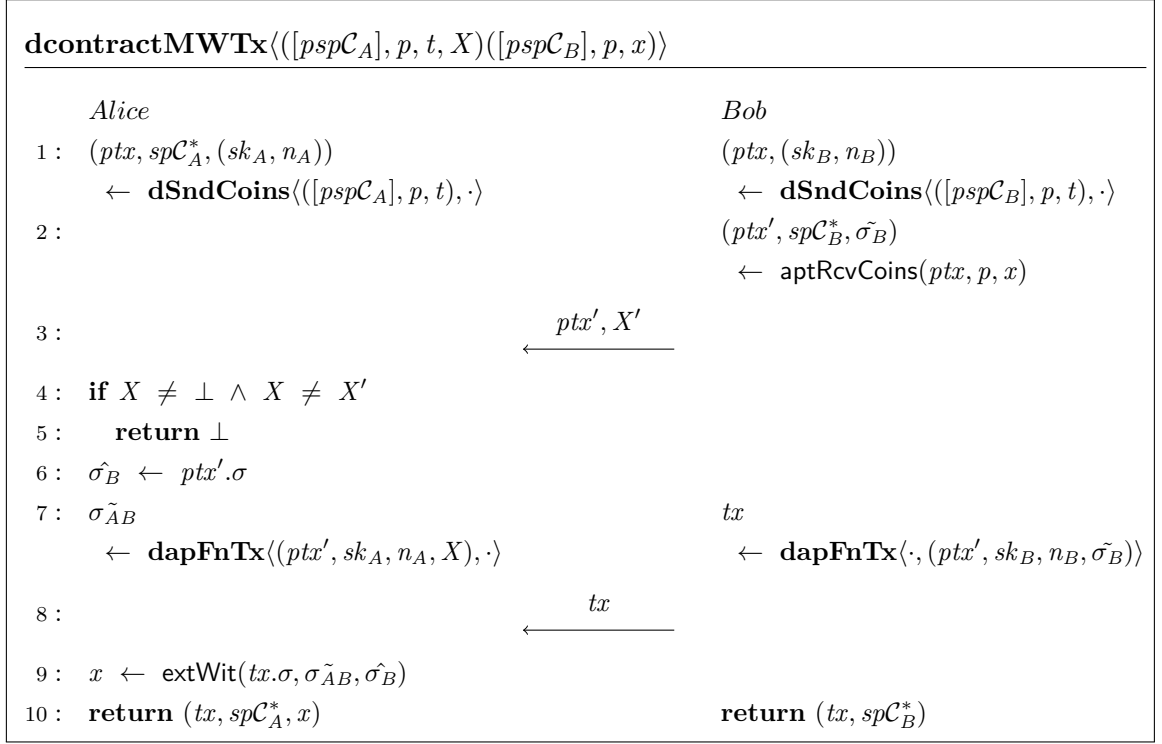 dcontractMWTx⟨([pspC_A], p, t, X)([pspC_B], p, x)⟩
Alice Bob
1 : (ptx, spC*_A, (sk_A, n_A)) (ptx, (sk_B, n_B))
← dSndCoins⟨([pspC_A], p, t), ·⟩ ← dSndCoins⟨([pspC_B], p, t), ·⟩
2 : (ptx′, spC*_B, σ̃_B)
← aptRcvCoins(ptx, p, x)
3 : ptx′, X′
4 : if X ≠ ⊥ ∧ X ≠ X′
5 : return ⊥
6 : σ̂_B ← ptx′.σ
7 : σ̃_AB tx
← dapFnTx⟨(ptx′, sk_A, n_A, X), ·⟩ ← dapFnTx⟨·, (ptx′, sk_B, n_B, σ̃_B)⟩
8 : tx
9 : x ← extWit(tx.σ, σ̃_AB, σ̂_B)
10 : return (tx, spC*_A, x) return (tx, spC*_B)